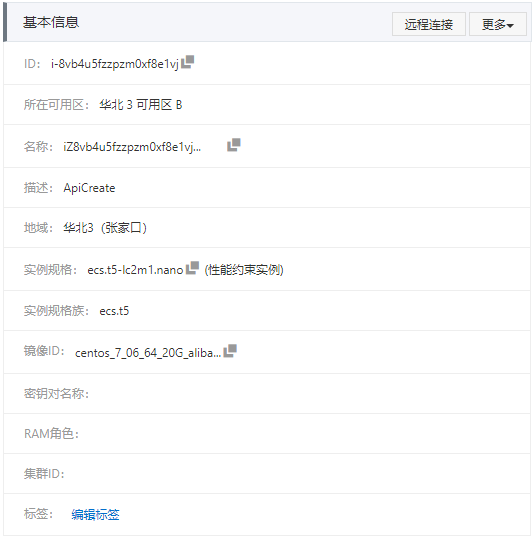 基本信息 远程连接 更多
ID： i-8vb4u5fzzpzm0xf8e1vj
所在可用区： 华北 3 可用区 B
名称： iZ8vb4u5fzzpzm0xf8e1vj...
描述： ApiCreate
地域： 华北3（张家口）
实例规格： ecs.t5-lc2m1.nano (性能约束实例)
实例规格族： ecs.t5
镜像ID： centos_7_06_64_20G_aliba...
密钥对名称：
RAM角色：
集群ID：
标签： 编辑标签